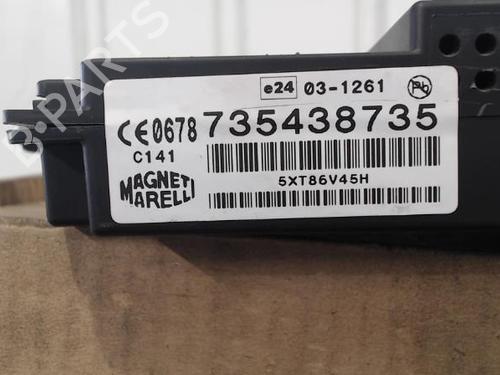 e24 03-1261 Pb
CE0678 735438735
C141
5XT86V45H
MAGNETI
MARELLI
B-PARTS